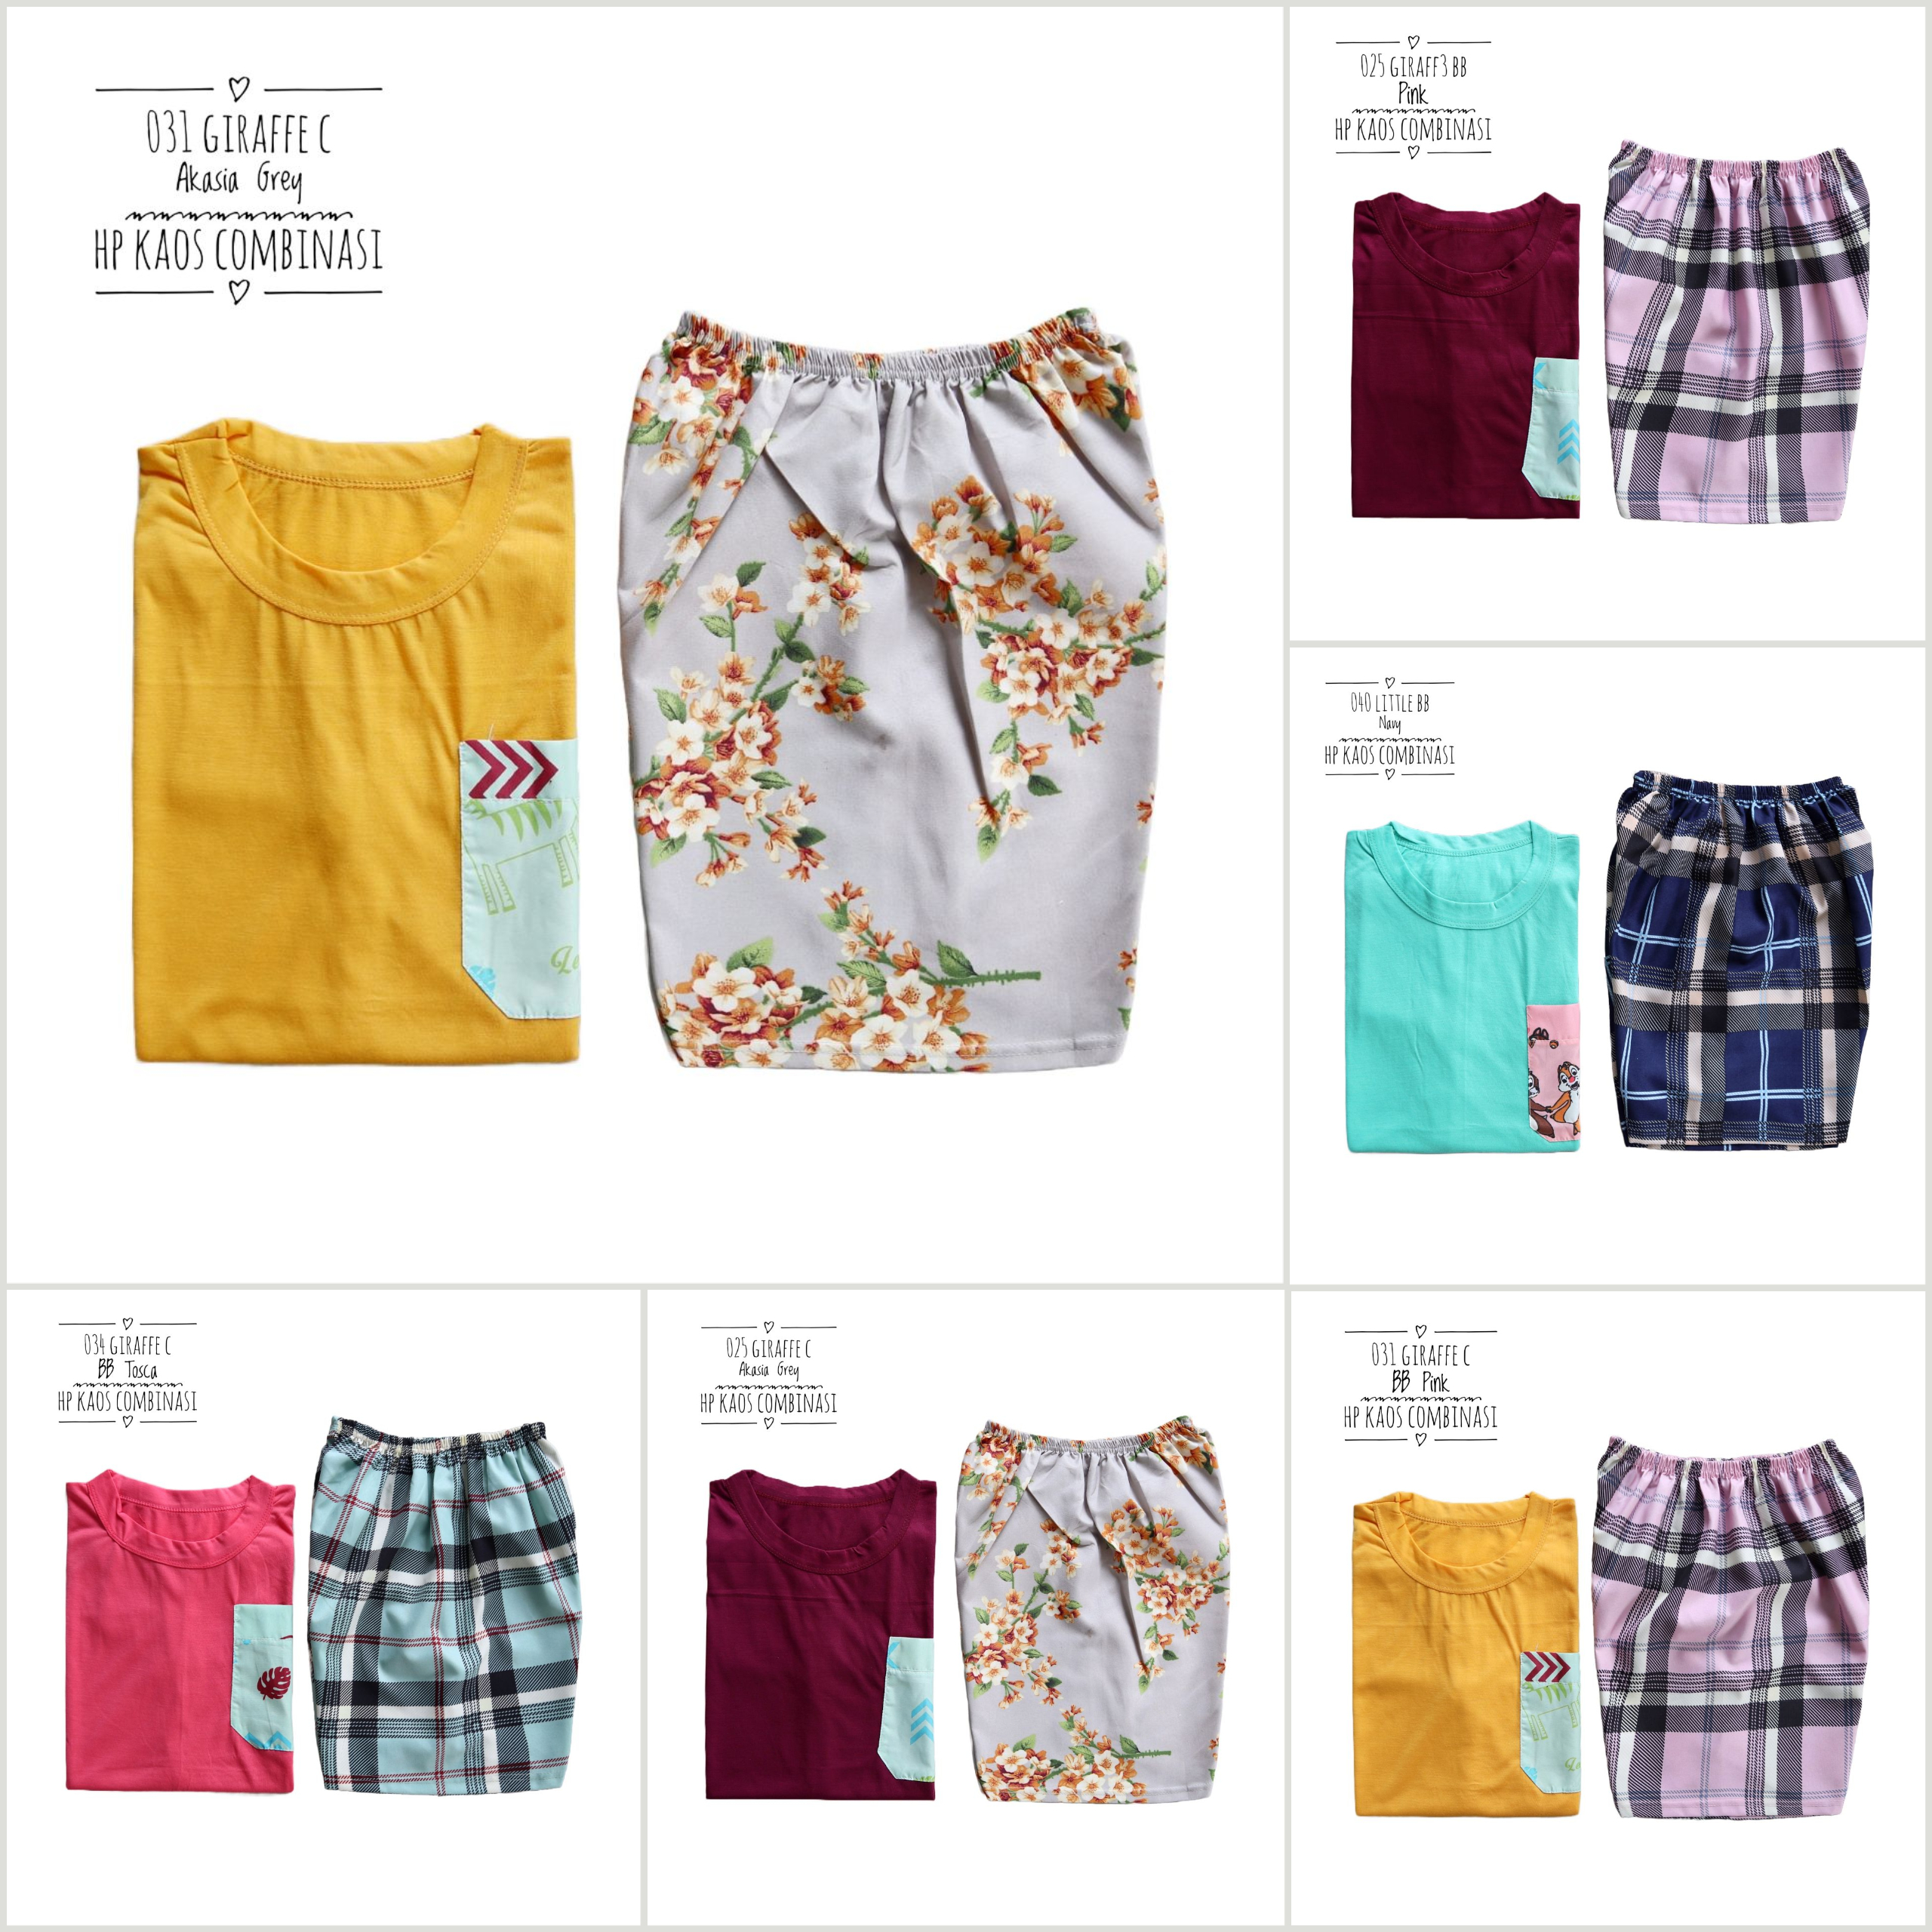 031 GIRAFFE C
Akasia Grey
HP KAOS COMBINASI
025 GIRAFF3 BB
Pink
HP KAOS COMBINASI
040 LITTLE BB
Navy
HP KAOS COMBINASI
034 GIRAFFE C
BB Tosca
HP KAOS COMBINASI
025 GIRAFFE C
Akasia Grey
HP KAOS COMBINASI
031 GIRAFFE C
BB Pink
HP KAOS COMBINASI